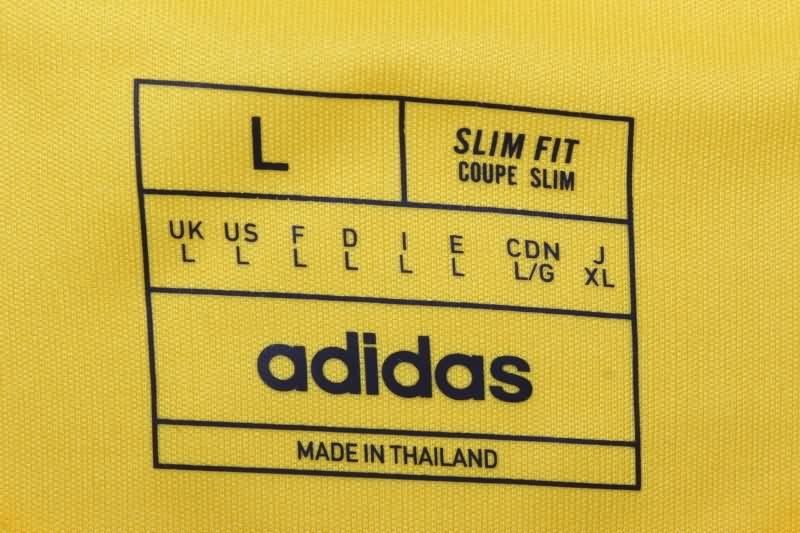 L
SLIM FIT
COUPE SLIM
UK US F D I E CDN J
L L L L L L L/G XL
adidas
MADE IN THAILAND